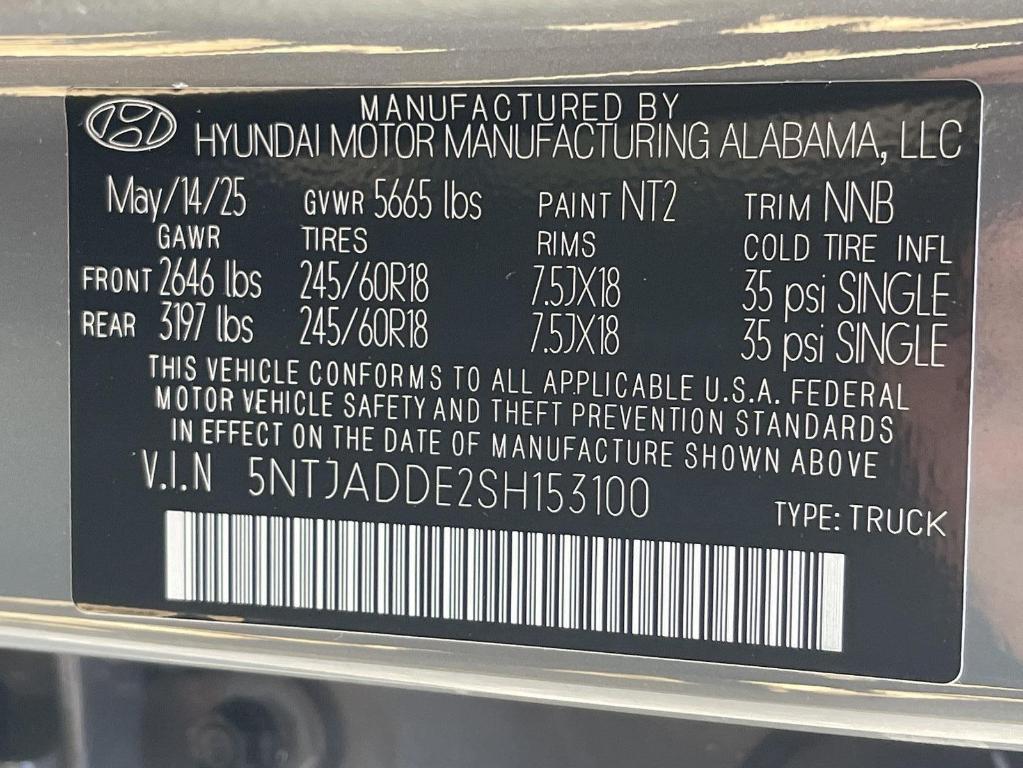 MANUFACTURED BY
HYUNDAI MOTOR MANUFACTURING ALABAMA, LLC
May/14/25 GVWR 5665 lbs PAINT NT2 TRIM NNB
GAWR TIRES RIMS COLD TIRE INFL
FRONT 2646 lbs 245/60R18 7.5JX18 35 psi SINGLE
REAR 3197 lbs 245/60R18 7.5JX18 35 psi SINGLE
THIS VEHICLE CONFORMS TO ALL APPLICABLE U.S.A. FEDERAL
MOTOR VEHICLE SAFETY AND THEFT PREVENTION STANDARDS
IN EFFECT ON THE DATE OF MANUFACTURE SHOWN ABOVE
V.I.N 5NTJADDE2SH153100
TYPE: TRUCK